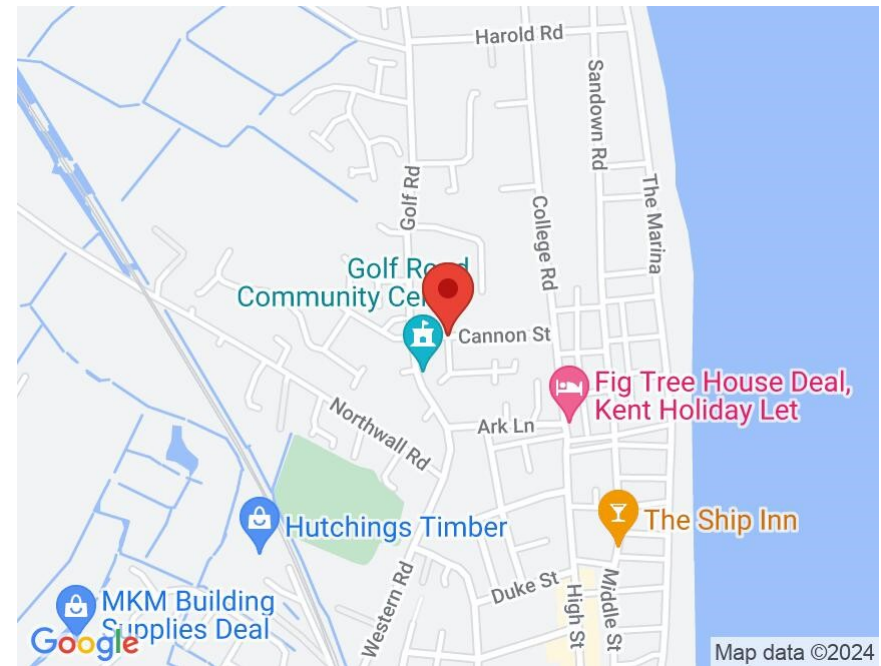 Harold Rd
Sandown Rd
The Marina
Golf Rd
College Rd
Golf Road
Community Ce
Cannon St
Fig Tree House Deal,
Kent Holiday Let
Ark Ln
Northwall Rd
Hutchings Timber
The Ship Inn
Western Rd
Duke St
High St
Middle St
MKM Building
Supplies Deal
Google
Map data ©2024